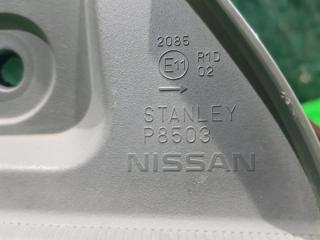 2085
E11 R1D
02
→
STANLEY
P8503
NISSAN